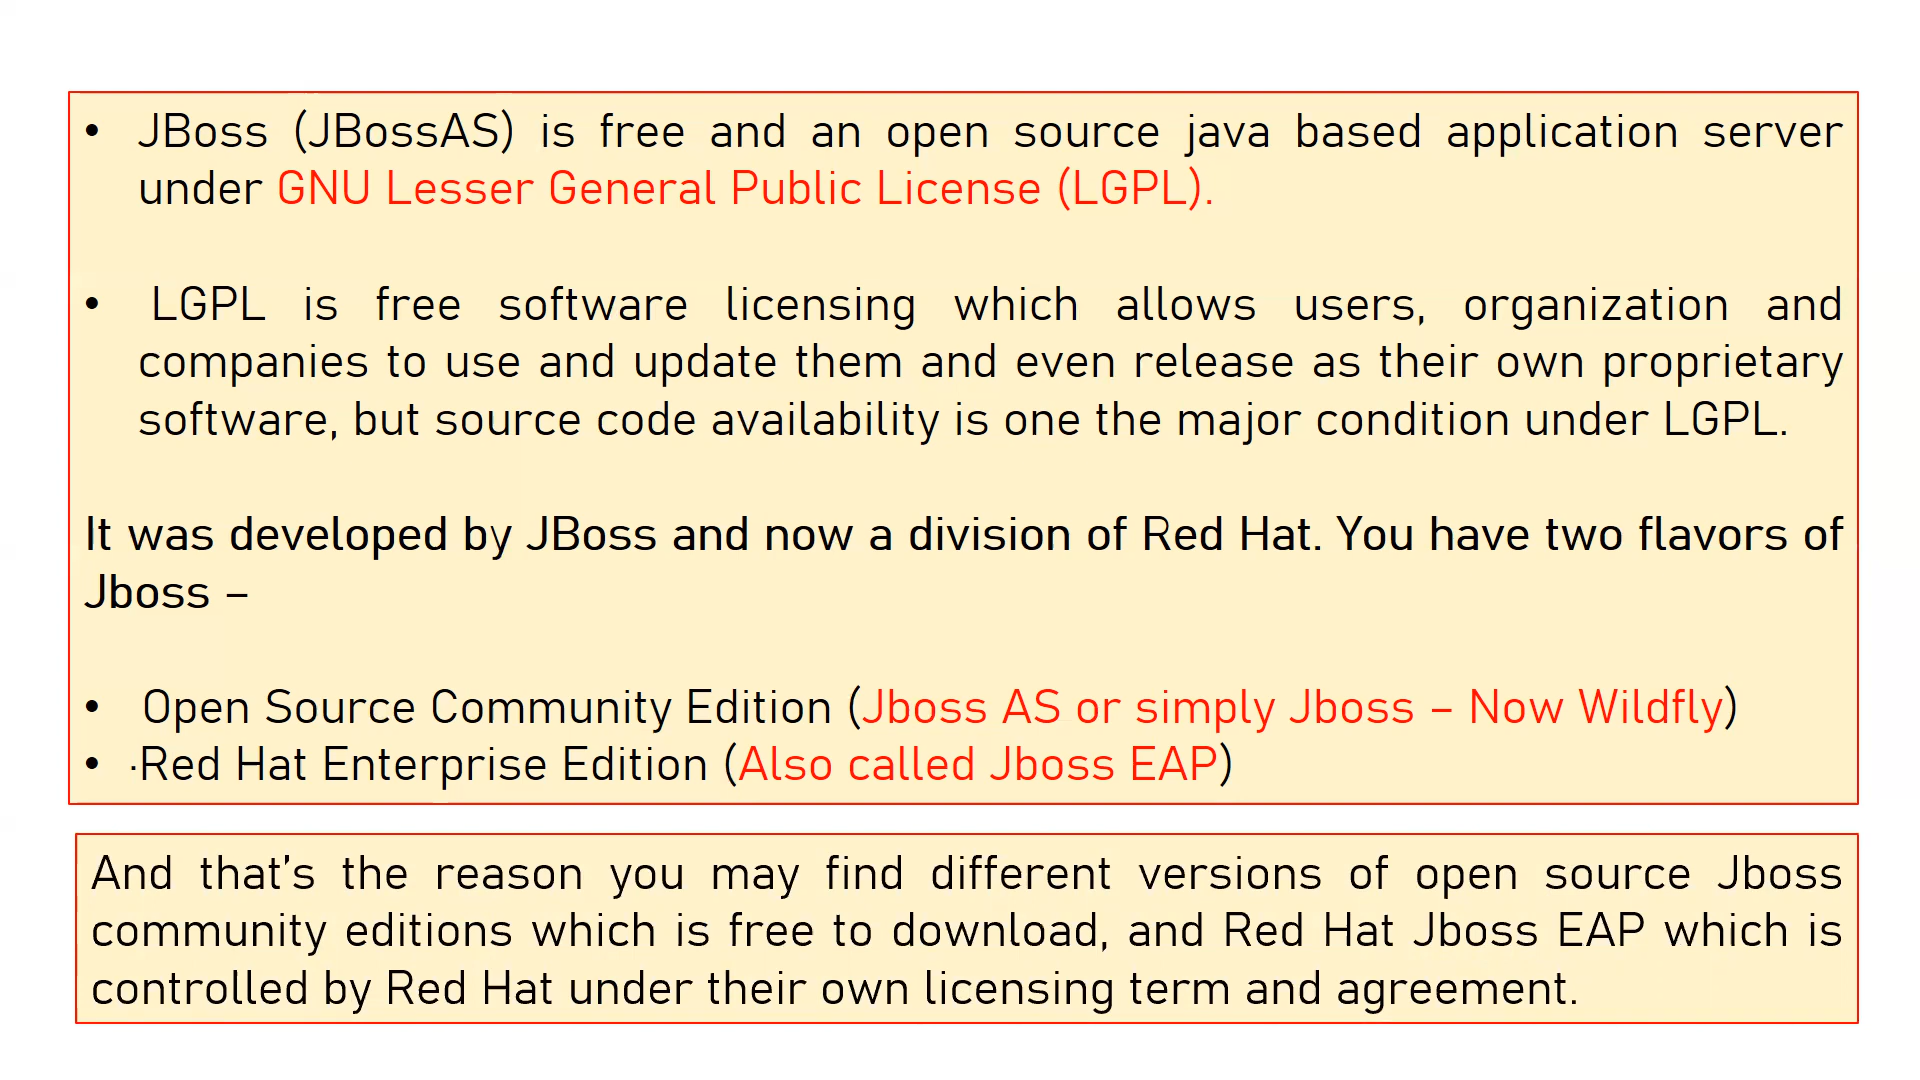 • JBoss (JBossAS) is free and an open source java based application server
under GNU Lesser General Public License (LGPL).
• LGPL is free software licensing which allows users, organization and
companies to use and update them and even release as their own proprietary
software, but source code availability is one the major condition under LGPL.
It was developed by JBoss and now a division of Red Hat. You have two flavors of
Jboss –
• Open Source Community Edition (Jboss AS or simply Jboss – Now Wildfly)
• ·Red Hat Enterprise Edition (Also called Jboss EAP)
And that's the reason you may find different versions of open source Jboss
community editions which is free to download, and Red Hat Jboss EAP which is
controlled by Red Hat under their own licensing term and agreement.